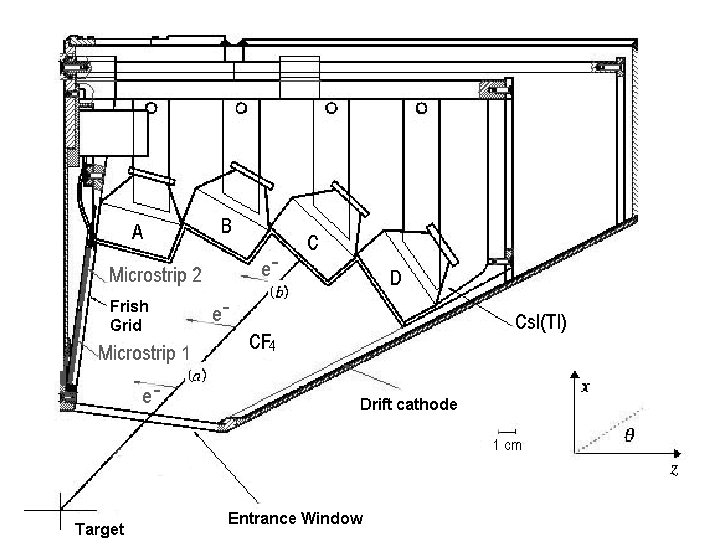 A
B
C
D
Microstrip 2
e⁻
(b)
Frish
Grid
e⁻
CF₄
CsI(Tl)
Microstrip 1
(a)
e⁻
Drift cathode
x
θ
1 cm
z
Target
Entrance Window